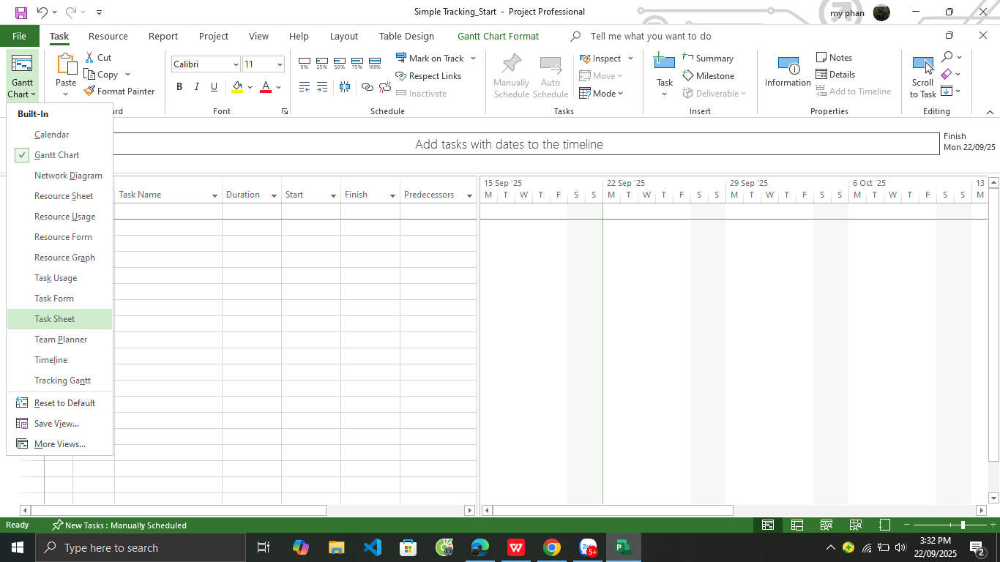 Simple Tracking_Start - Project Professional
my phan
File Task Resource Report Project View Help Layout Table Design Gantt Chart Format Tell me what you want to do
Gantt Chart
Paste
Cut
Copy
Format Painter
Calibri 11
B I U A
Font
0% 25% 50% 75% 100%
Mark on Track
Respect Links
Inactivate
Schedule
Manually Schedule
Auto Schedule
Inspect
Move
Mode
Tasks
Task
Summary
Milestone
Deliverable
Insert
Information
Notes
Details
Add to Timeline
Properties
Scroll to Task
Editing
Built-In
Calendar
Gantt Chart
Network Diagram
Resource Sheet
Resource Usage
Resource Form
Resource Graph
Task Usage
Task Form
Task Sheet
Team Planner
Timeline
Tracking Gantt
Reset to Default
Save View...
More Views...
Add tasks with dates to the timeline
Finish
Mon 22/09/25
Task Name Duration Start Finish Predecessors
15 Sep '25 22 Sep '25 29 Sep '25 6 Oct '25 13
M T W T F S S M T W T F S S M T W T F S S M T W T F S S M
Ready New Tasks : Manually Scheduled
Type here to search
Zalo 5+
3:32 PM
22/09/2025
2